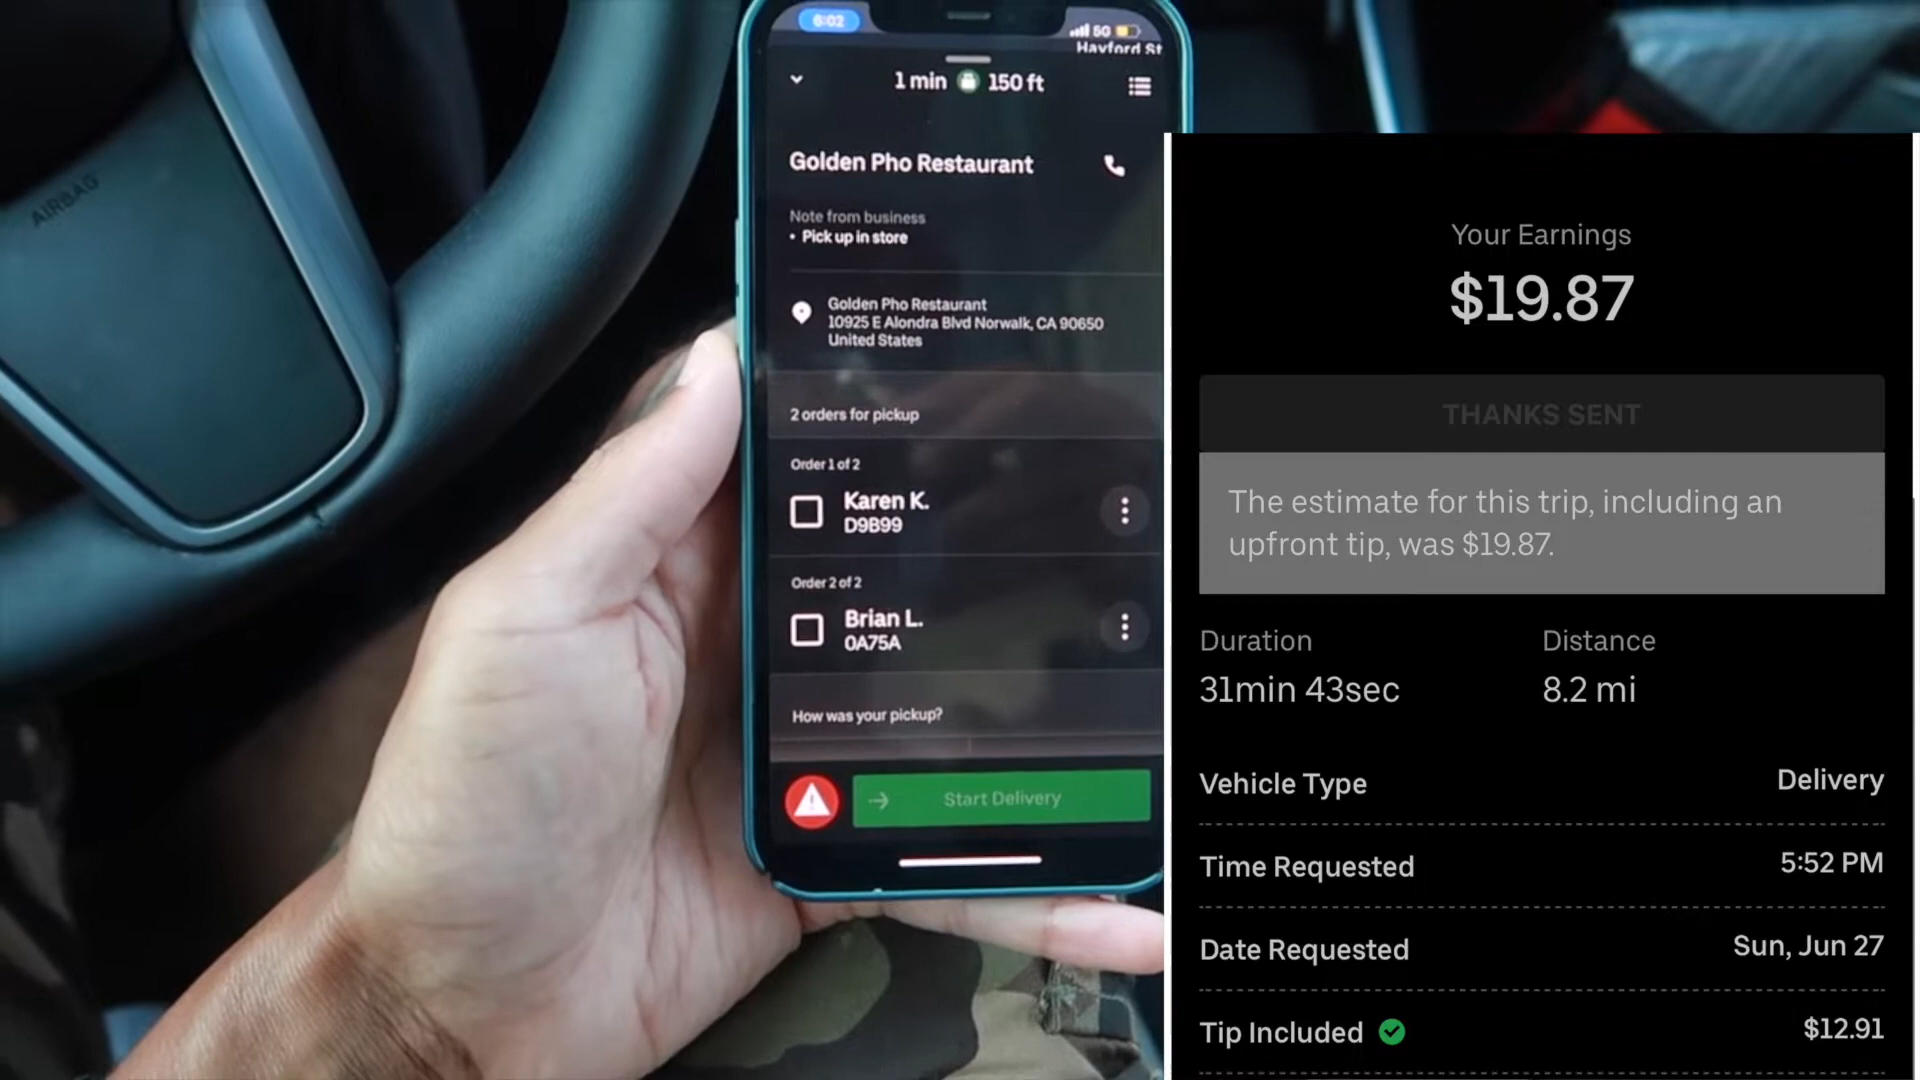 AIRBAG
6:02
5G
Hayford St
1 min 150 ft
Golden Pho Restaurant
Note from business
• Pick up in store
Golden Pho Restaurant
10925 E Alondra Blvd Norwalk, CA 90650
United States
2 orders for pickup
Order 1 of 2
Karen K.
D9B99
Order 2 of 2
Brian L.
0A75A
How was your pickup?
Start Delivery
Your Earnings
$19.87
THANKS SENT
The estimate for this trip, including an
upfront tip, was $19.87.
Duration
Distance
31min 43sec
8.2 mi
Vehicle Type
Delivery
Time Requested
5:52 PM
Date Requested
Sun, Jun 27
Tip Included
$12.91